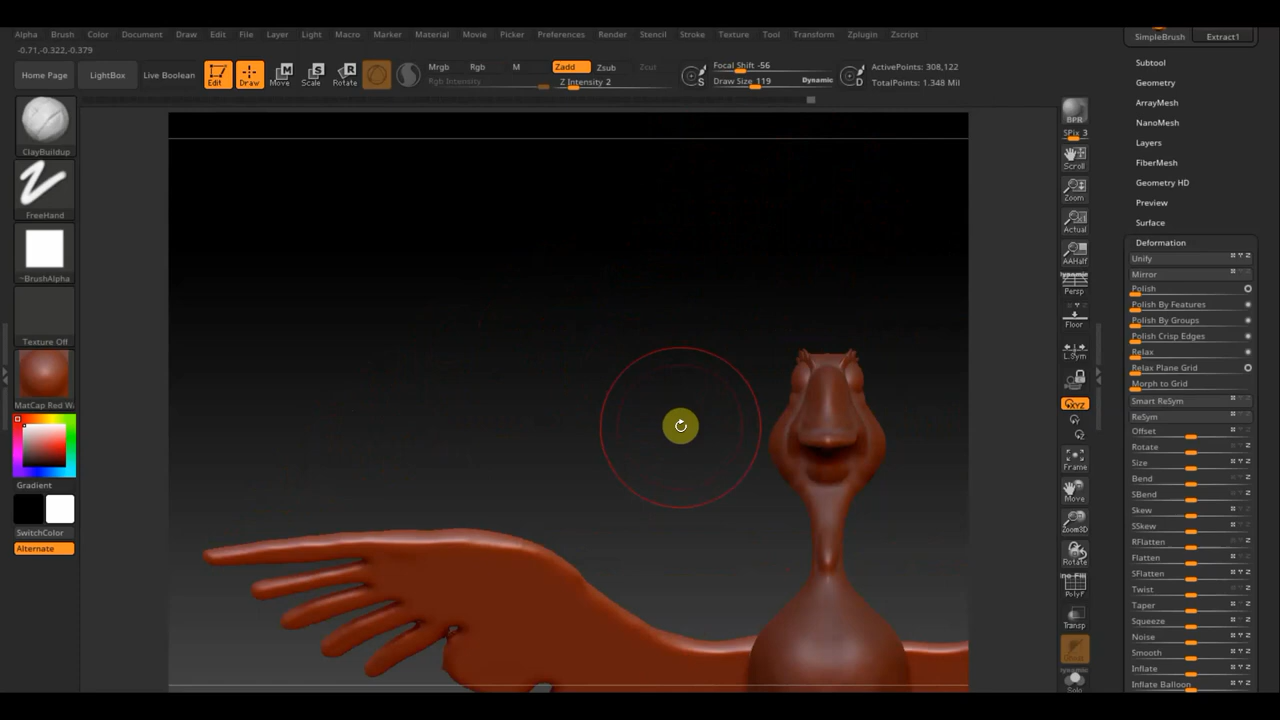 Alpha Brush Color Document Draw Edit File Layer Light Macro Marker Material Movie Picker Preferences Render Stencil Stroke Texture Tool Transform Zplugin Zscript
-0.71,-0.322,-0.379
Home Page
LightBox
Live Boolean
Edit
Draw
Move
Scale
Rotate
Mrgb Rgb M
Rgb Intensity
Zadd Zsub Zcut
Z Intensity 2
Focal Shift -56
Draw Size 119
Dynamic
ActivePoints: 308,122
TotalPoints: 1.348 Mil
ClayBuildup
FreeHand
~BrushAlpha
Texture Off
MatCap Red W
Gradient
SwitchColor
Alternate
BPR
SPix 3
Scroll
Zoom
Actual
AAHalf
Dynamic
Persp
Floor
L.Sym
XYZ
Frame
Move
Zoom3D
Rotate
PolyF
Transp
Ghost
Solo
SimpleBrush
Extract1
Subtool
Geometry
ArrayMesh
NanoMesh
Layers
FiberMesh
Geometry HD
Preview
Surface
Deformation
Unify
Mirror
Polish
Polish By Features
Polish By Groups
Polish Crisp Edges
Relax
Relax Plane Grid
Morph to Grid
Smart ReSym
ReSym
Offset
Rotate
Size
Bend
SBend
Skew
SSkew
RFlatten
Flatten
SFlatten
Twist
Taper
Squeeze
Noise
Smooth
Inflate
Inflate Balloon